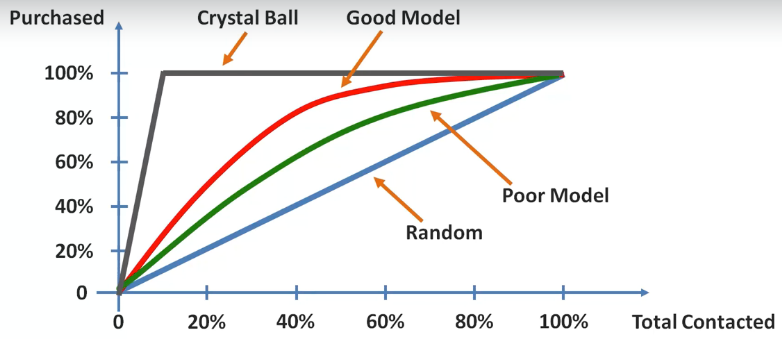 Purchased
Crystal Ball
Good Model
100%
80%
60%
40%
20%
0
Poor Model
Random
0
20%
40%
60%
80%
100%
Total Contacted